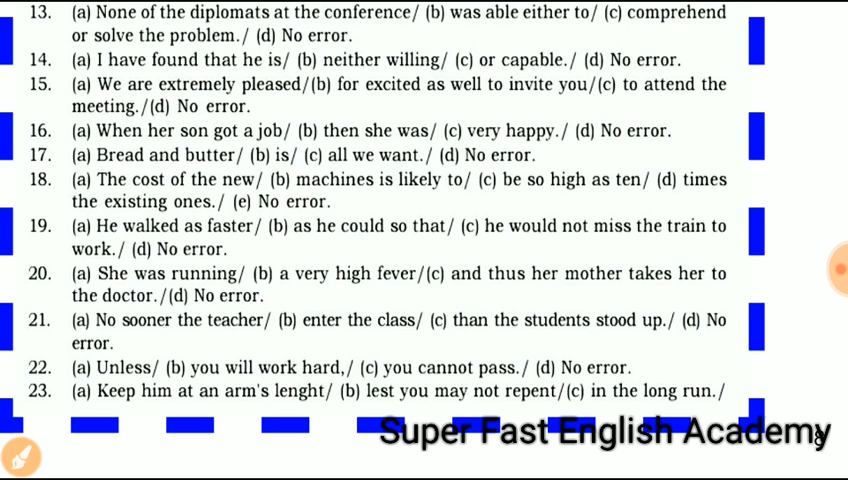 13. (a) None of the diplomats at the conference/ (b) was able either to/ (c) comprehend
or solve the problem./ (d) No error.
14. (a) I have found that he is/ (b) neither willing/ (c) or capable./ (d) No error.
15. (a) We are extremely pleased/(b) for excited as well to invite you/(c) to attend the
meeting./(d) No error.
16. (a) When her son got a job/ (b) then she was/ (c) very happy./ (d) No error.
17. (a) Bread and butter/ (b) is/ (c) all we want./ (d) No error.
18. (a) The cost of the new/ (b) machines is likely to/ (c) be so high as ten/ (d) times
the existing ones./ (e) No error.
19. (a) He walked as faster/ (b) as he could so that/ (c) he would not miss the train to
work./ (d) No error.
20. (a) She was running/ (b) a very high fever/(c) and thus her mother takes her to
the doctor./(d) No error.
21. (a) No sooner the teacher/ (b) enter the class/ (c) than the students stood up./ (d) No
error.
22. (a) Unless/ (b) you will work hard,/ (c) you cannot pass./ (d) No error.
23. (a) Keep him at an arm's lenght/ (b) lest you may not repent/(c) in the long run./
Super Fast English Academy
8